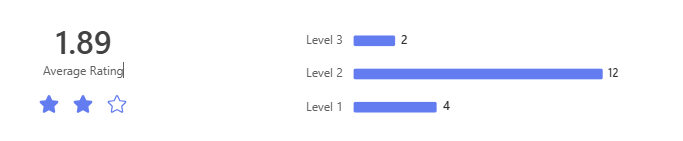 1.89
Average Rating
Level 3 2
Level 2 12
Level 1 4